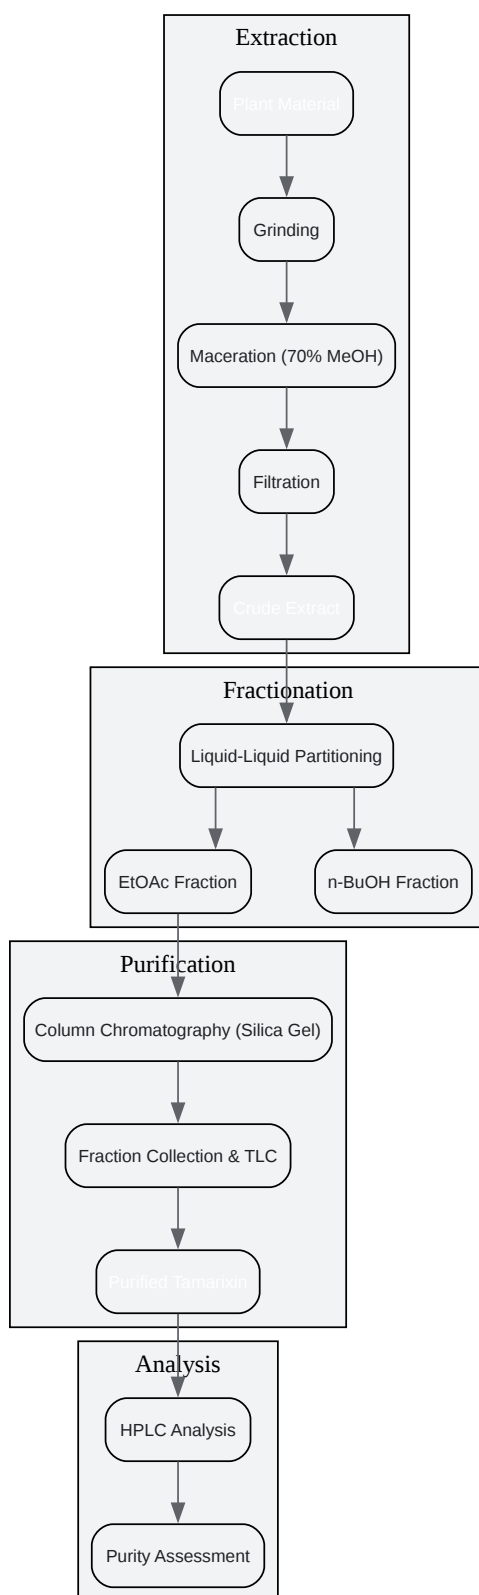 Extraction
Plant Material
Grinding
Maceration (70% MeOH)
Filtration
Crude Extract
Fractionation
Liquid-Liquid Partitioning
EtOAc Fraction
n-BuOH Fraction
Purification
Column Chromatography (Silica Gel)
Fraction Collection & TLC
Purified Tamarixin
Analysis
HPLC Analysis
Purity Assessment